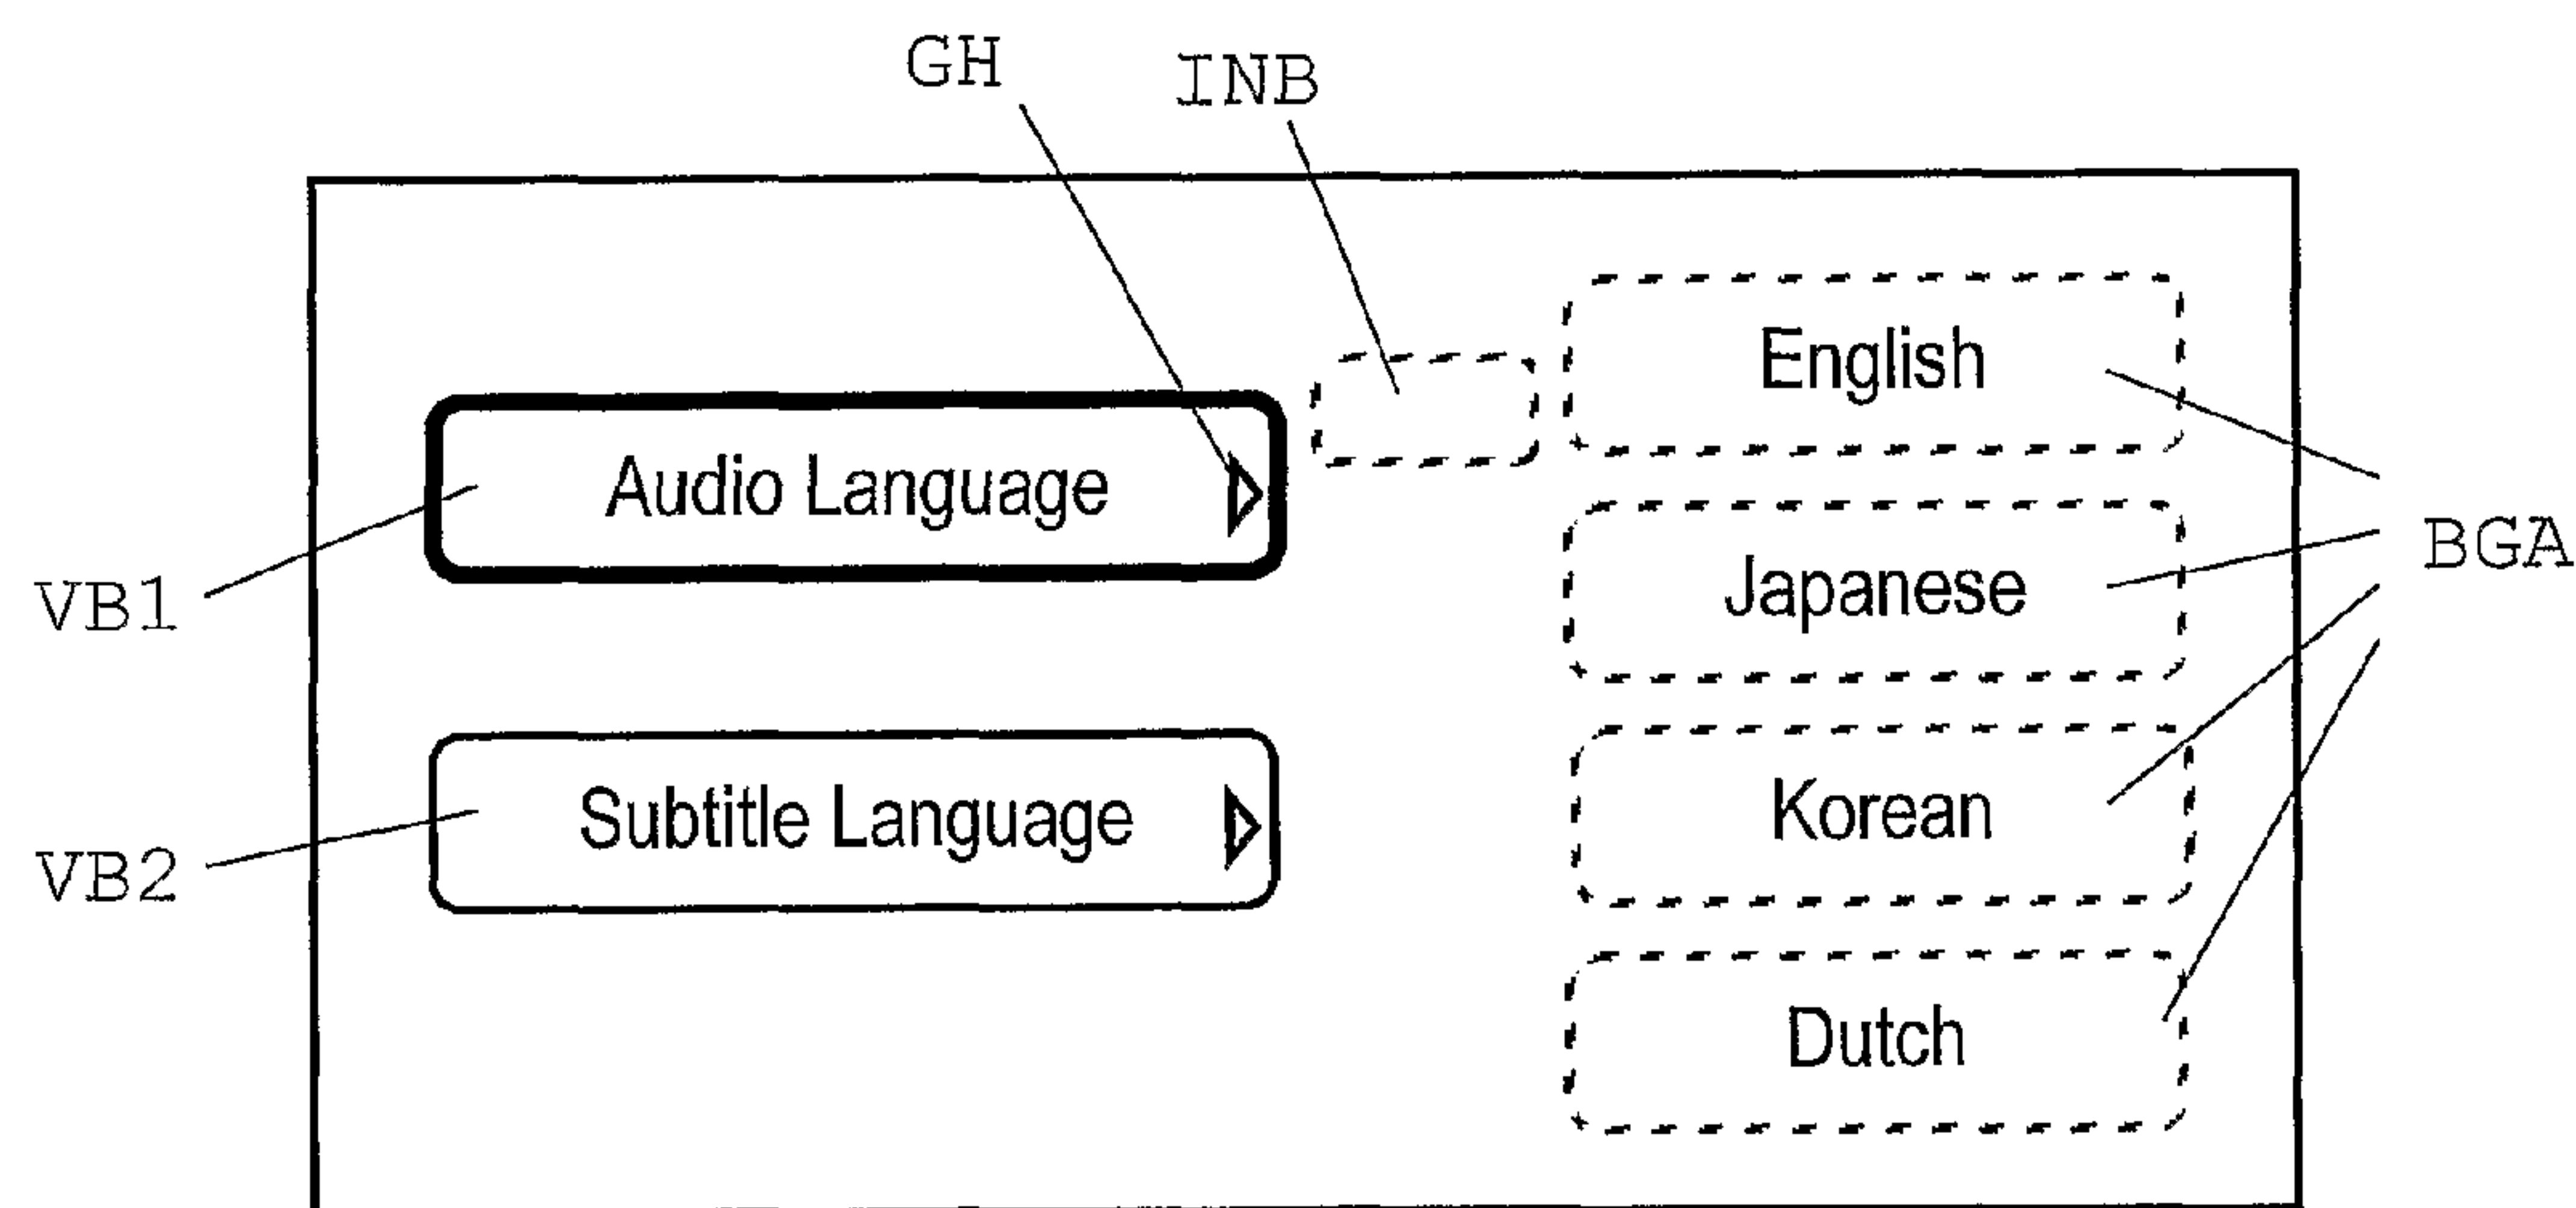 GH
INB
English
Audio Language
Japanese
BGA
VB1
Subtitle Language
Korean
VB2
Dutch